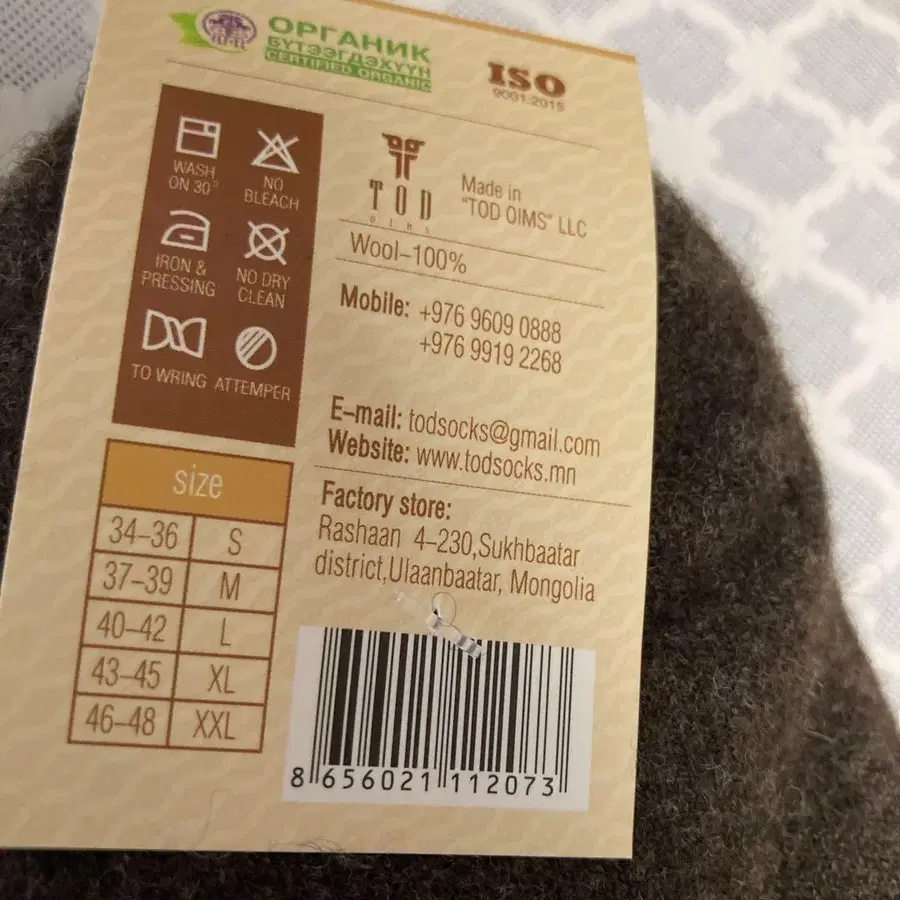 ОРГАНИК
БҮТЭЭГДЭХҮҮН
CERTIFIED ORGANIC
ISO
9001:2015
WASH
ON 30°
NO
BLEACH
IRON &
PRESSING
NO DRY
CLEAN
TO WRING
ATTEMPER
TOD
OIMS
Made in
"TOD OIMS" LLC
Wool-100%
Mobile: +976 9609 0888
+976 9919 2268
E-mail: todsocks@gmail.com
Website: www.todsocks.mn
Factory store:
Rashaan 4-230,Sukhbaatar
district,Ulaanbaatar, Mongolia
size
34-36 S
37-39 M
40-42 L
43-45 XL
46-48 XXL
8 656021 112073